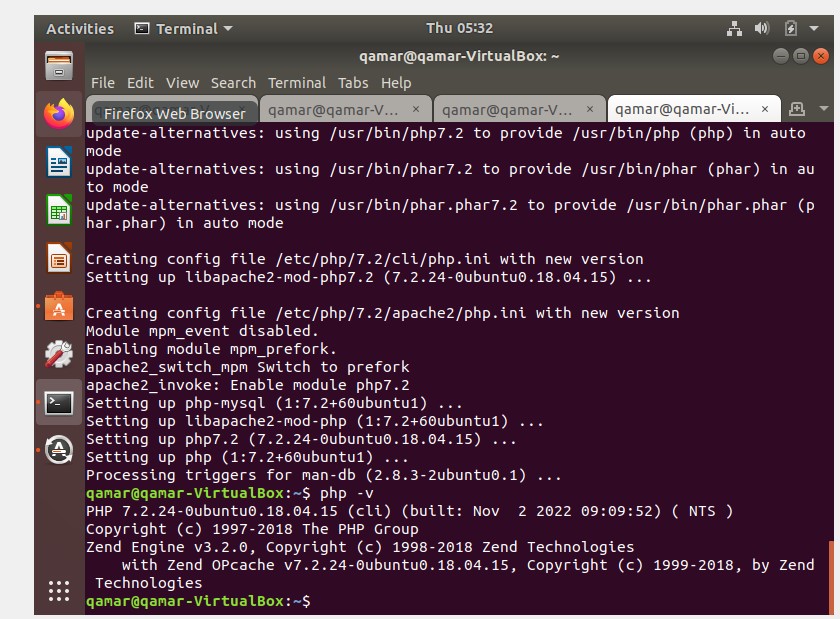 Activities Terminal Thu 05:32
qamar@qamar-VirtualBox: ~
File Edit View Search Terminal Tabs Help
Firefox Web Browser × qamar@qamar-V... × qamar@qamar-V... × qamar@qamar-Vi... ×
update-alternatives: using /usr/bin/php7.2 to provide /usr/bin/php (php) in auto
mode
update-alternatives: using /usr/bin/phar7.2 to provide /usr/bin/phar (phar) in au
to mode
update-alternatives: using /usr/bin/phar.phar7.2 to provide /usr/bin/phar.phar (p
har.phar) in auto mode
Creating config file /etc/php/7.2/cli/php.ini with new version
Setting up libapache2-mod-php7.2 (7.2.24-0ubuntu0.18.04.15) ...
Creating config file /etc/php/7.2/apache2/php.ini with new version
Module mpm_event disabled.
Enabling module mpm_prefork.
apache2_switch_mpm Switch to prefork
apache2_invoke: Enable module php7.2
Setting up php-mysql (1:7.2+60ubuntu1) ...
Setting up libapache2-mod-php (1:7.2+60ubuntu1) ...
Setting up php7.2 (7.2.24-0ubuntu0.18.04.15) ...
Setting up php (1:7.2+60ubuntu1) ...
Processing triggers for man-db (2.8.3-2ubuntu0.1) ...
qamar@qamar-VirtualBox:~$ php -v
PHP 7.2.24-0ubuntu0.18.04.15 (cli) (built: Nov  2 2022 09:09:52) ( NTS )
Copyright (c) 1997-2018 The PHP Group
Zend Engine v3.2.0, Copyright (c) 1998-2018 Zend Technologies
    with Zend OPcache v7.2.24-0ubuntu0.18.04.15, Copyright (c) 1999-2018, by Zend
 Technologies
qamar@qamar-VirtualBox:~$